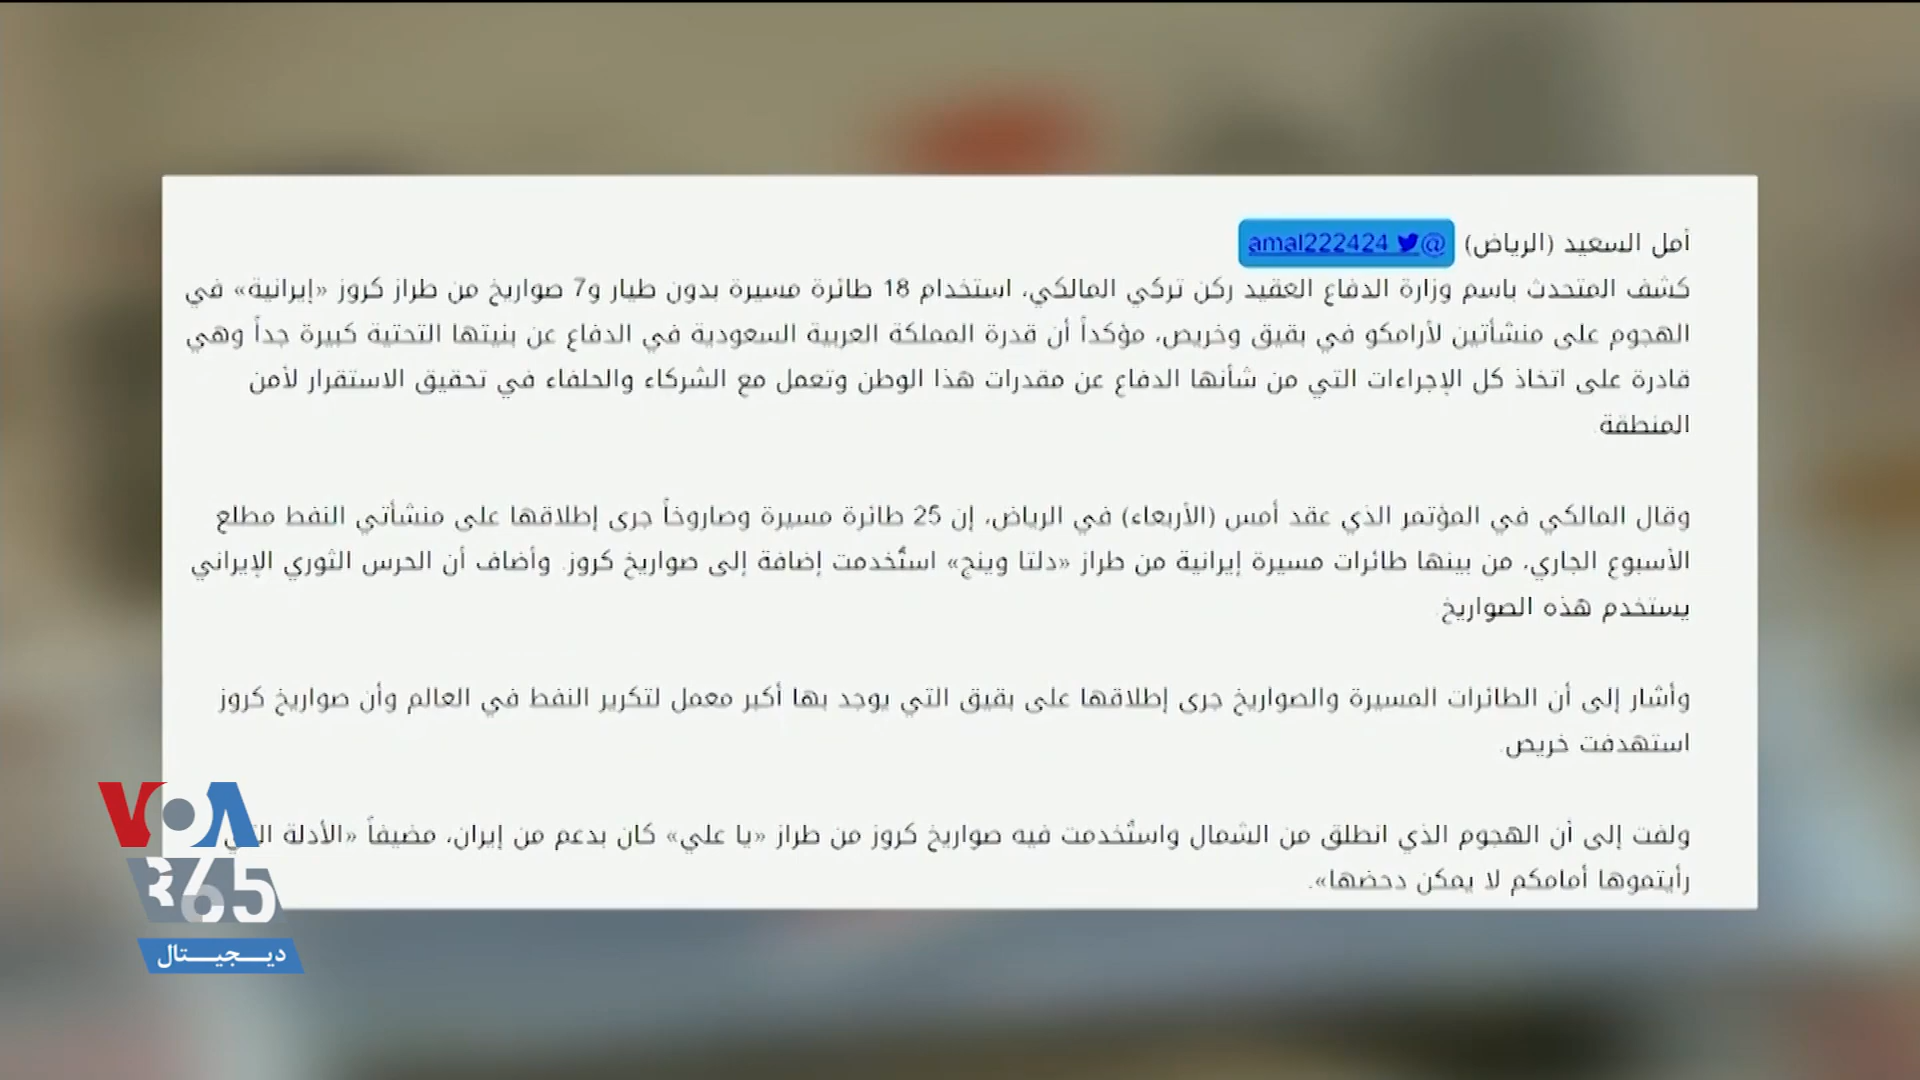 أمل السعيد (الرياض) @amal222424
كشف المتحدث باسم وزارة الدفاع العقيد ركن تركي المالكي، استخدام 18 طائرة مسيرة بدون طيار و7 صواريخ من طراز كروز «إيرانية» في
الهجوم على منشأتين لأرامكو في بقيق وخريص، مؤكداً أن قدرة المملكة العربية السعودية في الدفاع عن بنيتها التحتية كبيرة جداً وهي
قادرة على اتخاذ كل الإجراءات التي من شأنها الدفاع عن مقدرات هذا الوطن وتعمل مع الشركاء والحلفاء في تحقيق الاستقرار لأمن
المنطقة.
وقال المالكي في المؤتمر الذي عقد أمس (الأربعاء) في الرياض، إن 25 طائرة مسيرة وصاروخاً جرى إطلاقها على منشأتي النفط مطلع
الأسبوع الجاري، من بينها طائرات مسيرة إيرانية من طراز «دلتا وينج» استُخدمت إضافة إلى صواريخ كروز. وأضاف أن الحرس الثوري الإيراني
يستخدم هذه الصواريخ.
وأشار إلى أن الطائرات المسيرة والصواريخ جرى إطلاقها على بقيق التي يوجد بها أكبر معمل لتكرير النفط في العالم وأن صواريخ كروز
استهدفت خريص.
ولفت إلى أن الهجوم الذي انطلق من الشمال واستُخدمت فيه صواريخ كروز من طراز «يا علي» كان بدعم من إيران، مضيفاً «الأدلة
رأيتموها أمامكم لا يمكن دحضها».
VOA
365
دیجیتال